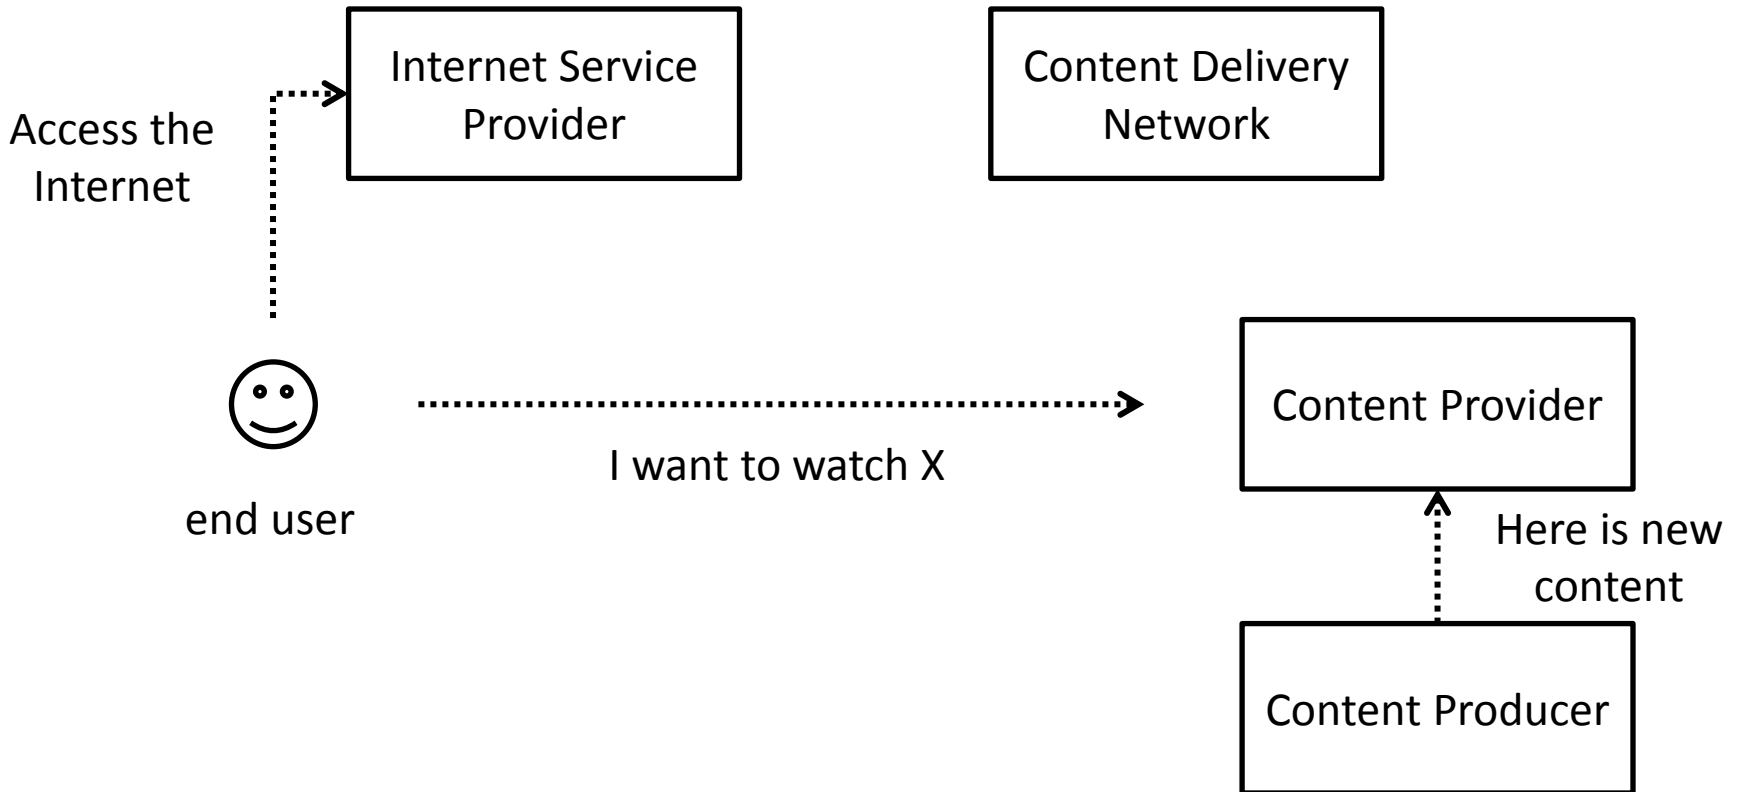 Internet Service
Provider
Content Delivery
Network
Access the
Internet
Content Provider
I want to watch X
end user
Here is new
content
Content Producer